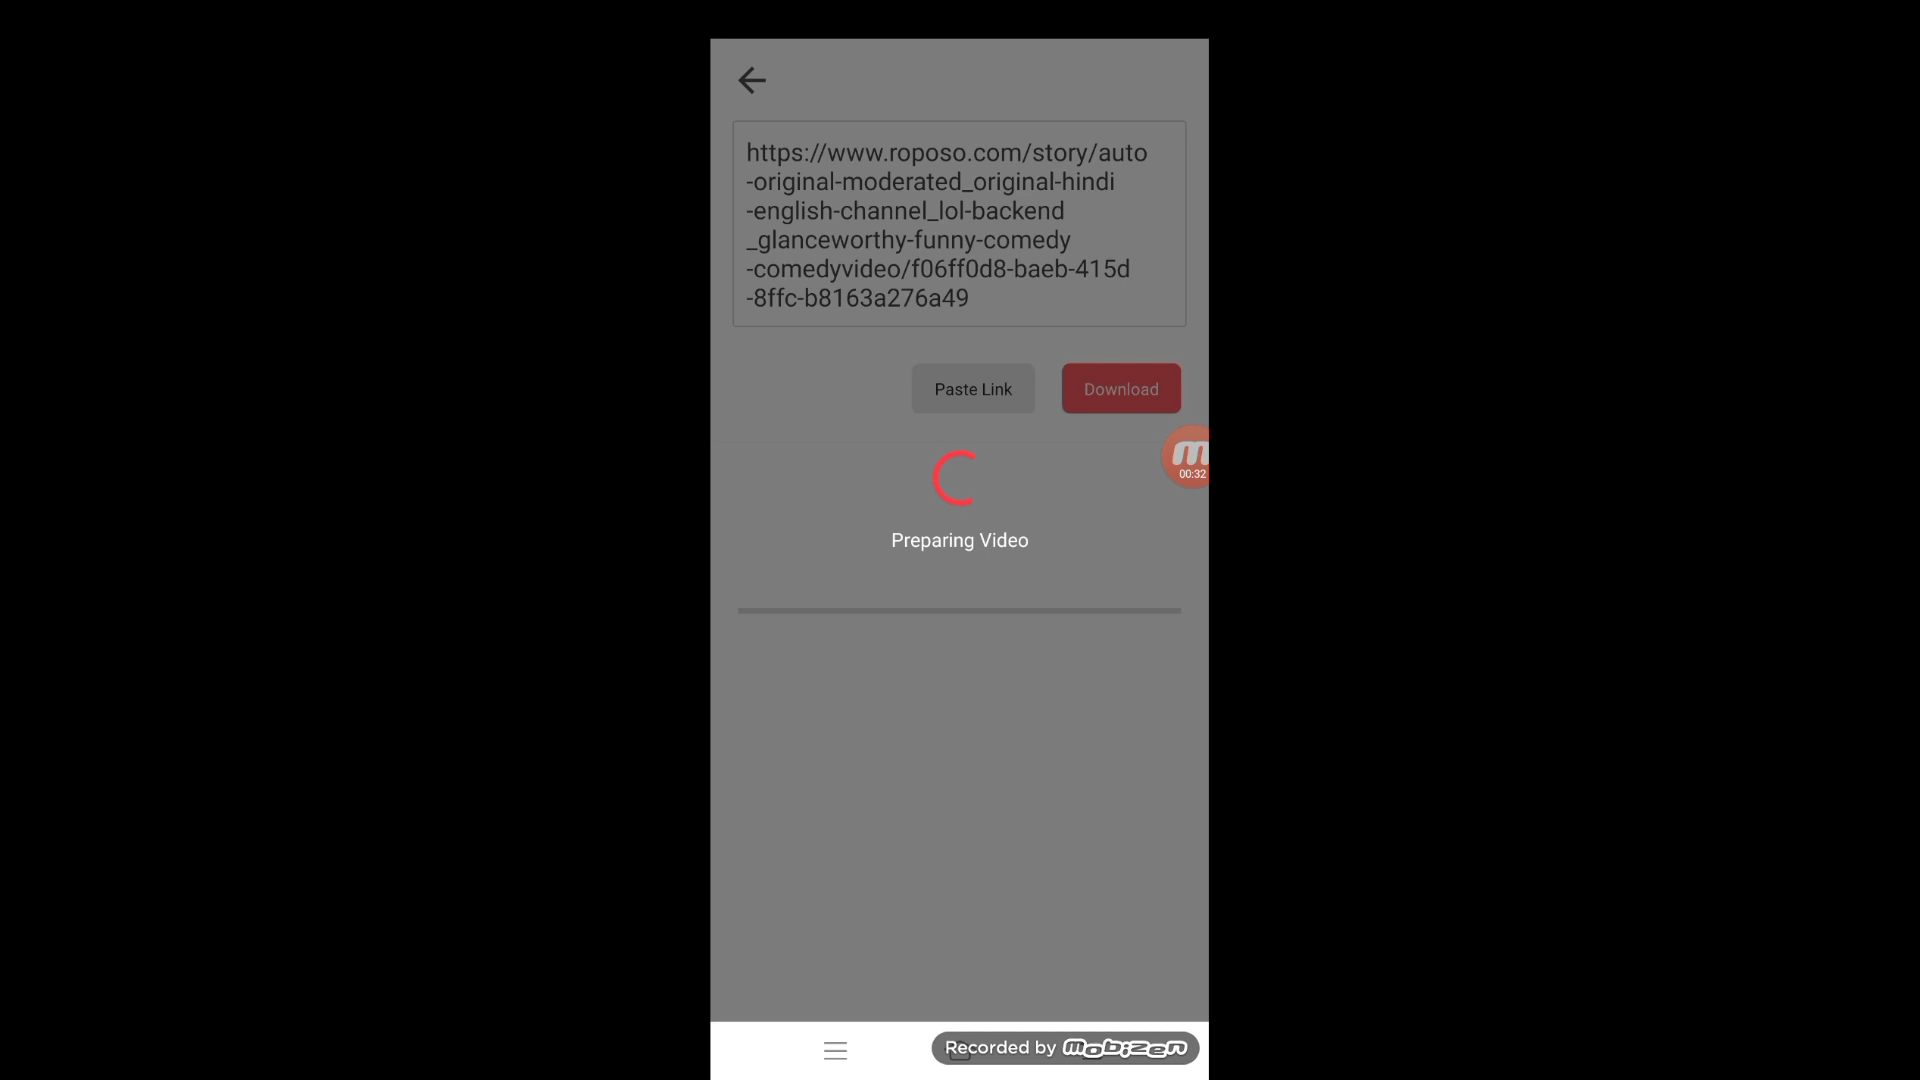 https://www.roposo.com/story/auto
-original-moderated_original-hindi
-english-channel_lol-backend
_glanceworthy-funny-comedy
-comedyvideo/f06ff0d8-baeb-415d
-8ffc-b8163a276a49
Paste Link Download
m
00:32
Preparing Video
Recorded by mobizen